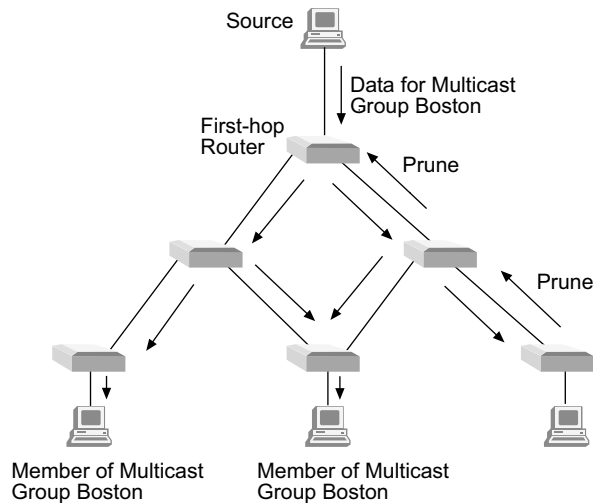 Source
Data for Multicast
Group Boston
First-hop
Router
Prune
Prune
Member of Multicast
Group Boston
Member of Multicast
Group Boston